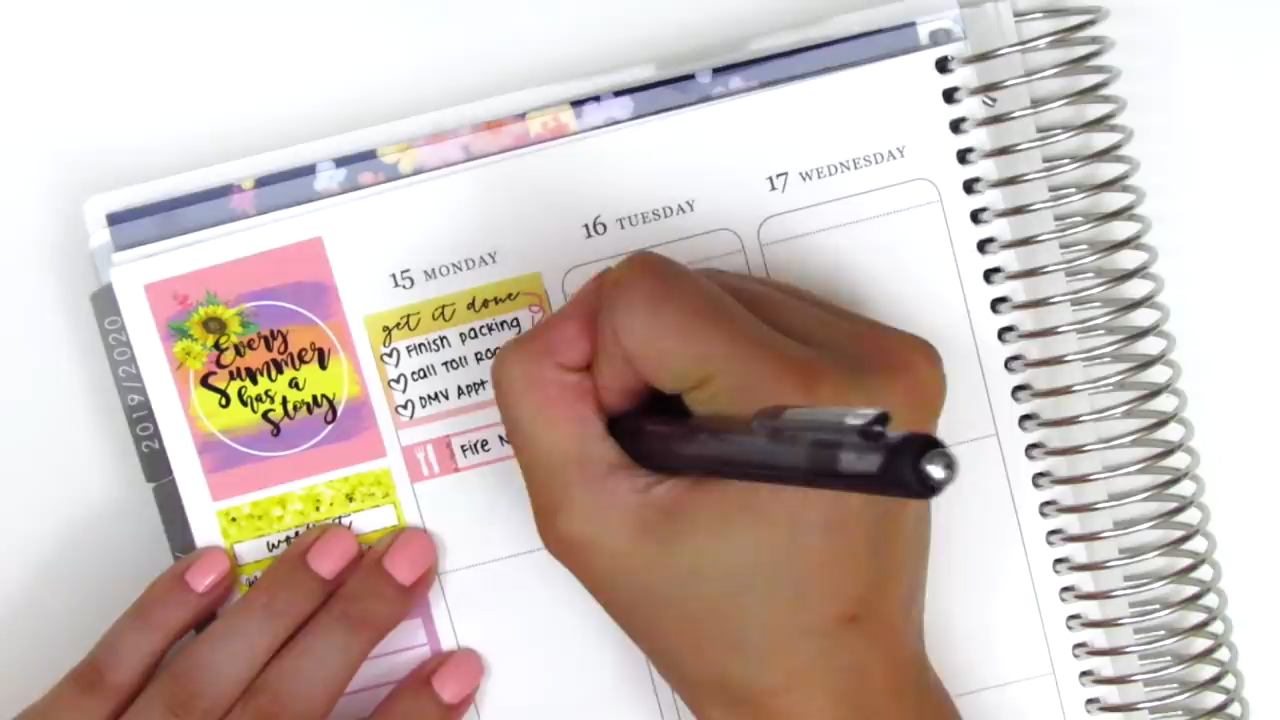 15 MONDAY
16 TUESDAY
17 WEDNESDAY
2019/2020
Every
Summer
has a
Story
get it done
Finish packing
call Toll
DMV Appt
Fire